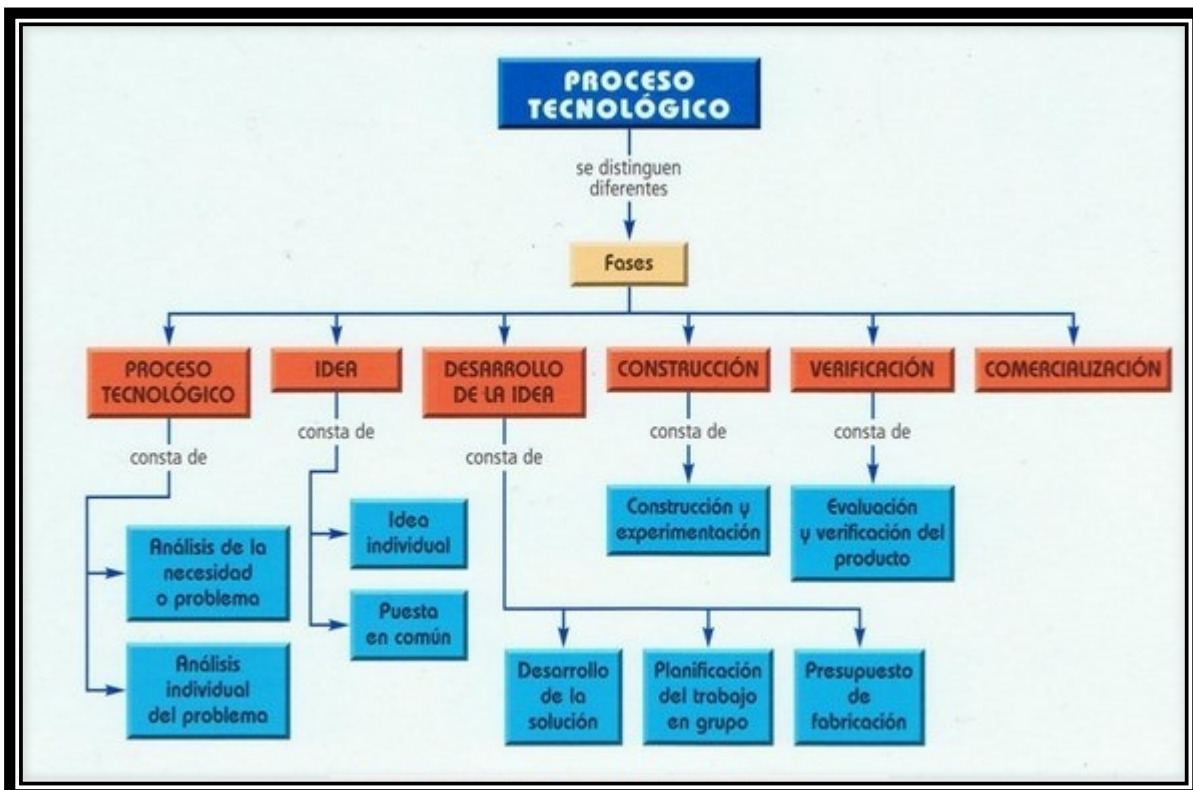 PROCESO
TECNOLÓGICO
se distinguen
diferentes
Fases
PROCESO
TECNOLÓGICO
IDEA
DESARROLLO
DE LA IDEA
CONSTRUCCIÓN
VERIFICACIÓN
COMERCIALIZACIÓN
consta de
consta de
consta de
consta de
consta de
Análisis de la
necesidad
o problema
Análisis
individual
del problema
Idea
individual
Puesta
en común
Desarrollo
de la
solución
Planificación
del trabajo
en grupo
Presupuesto
de
fabricación
Construcción y
experimentación
Evaluación
y verificación del
producto